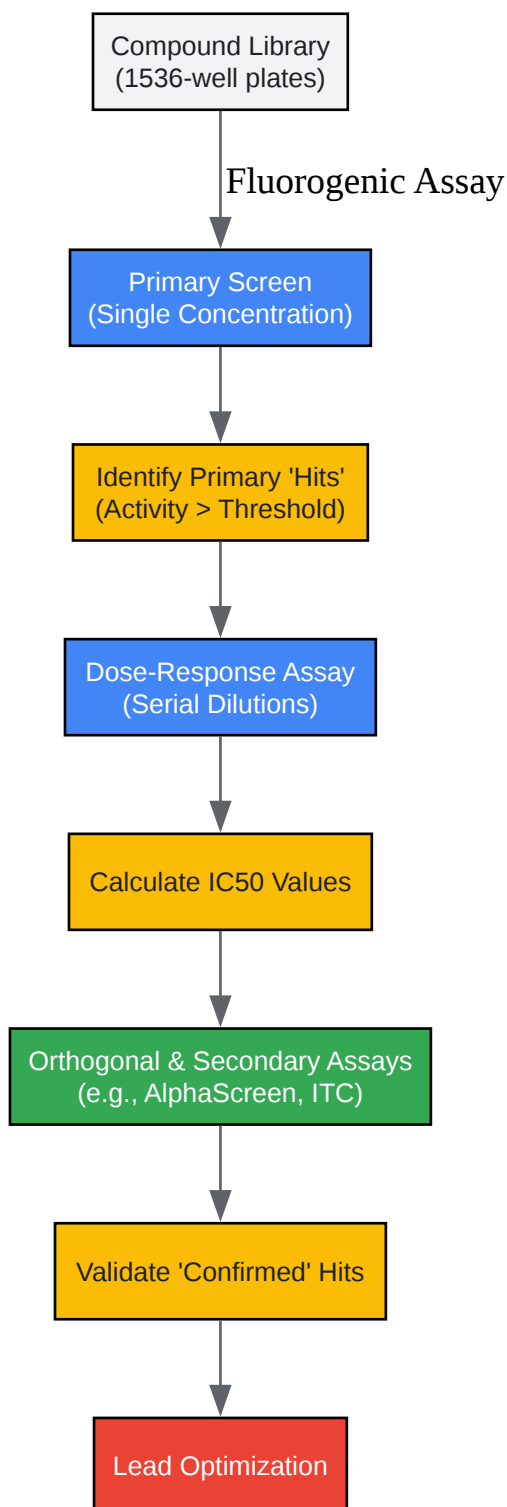 Compound Library
(1536-well plates)
Fluorogenic Assay
Primary Screen
(Single Concentration)
Identify Primary 'Hits'
(Activity > Threshold)
Dose-Response Assay
(Serial Dilutions)
Calculate IC50 Values
Orthogonal & Secondary Assays
(e.g., AlphaScreen, ITC)
Validate 'Confirmed' Hits
Lead Optimization